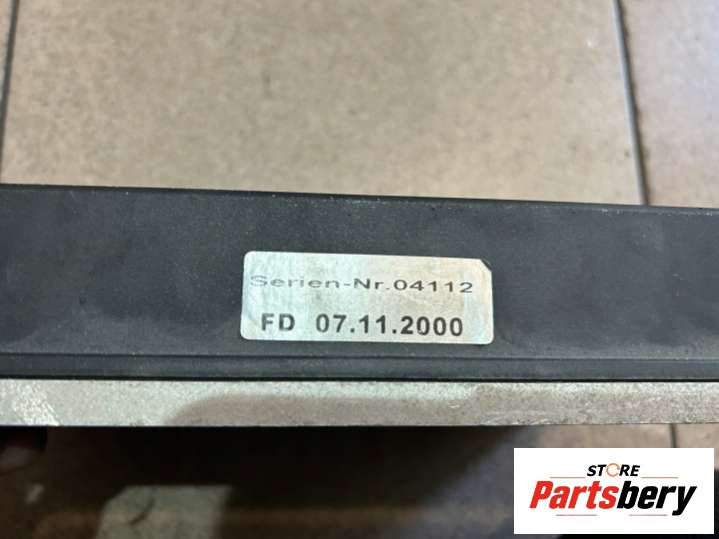 Serien-Nr.04112
FD 07.11.2000
STORE
Partsbery